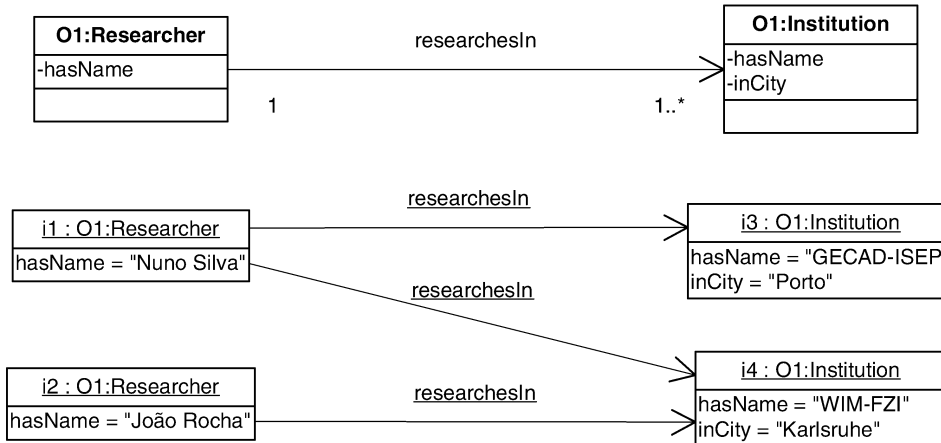 O1:Researcher
-hasName
researchesIn
1
1..*
O1:Institution
-hasName
-inCity
i1 : O1:Researcher
hasName = "Nuno Silva"
researchesIn
i3 : O1:Institution
hasName = "GECAD-ISEP
inCity = "Porto"
researchesIn
i2 : O1:Researcher
hasName = "João Rocha"
researchesIn
i4 : O1:Institution
hasName = "WIM-FZI"
inCity = "Karlsruhe"